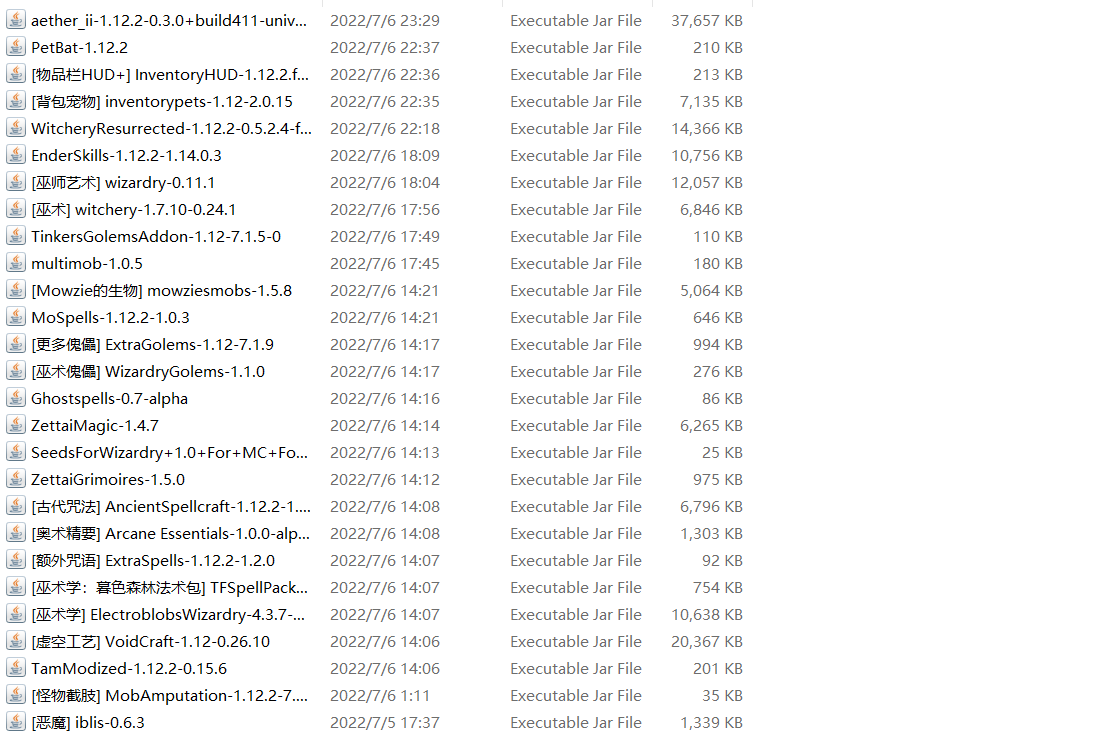 aether_ii-1.12.2-0.3.0+build411-univ... 2022/7/6 23:29 Executable Jar File 37,657 KB
PetBat-1.12.2 2022/7/6 22:37 Executable Jar File 210 KB
[物品栏HUD+] InventoryHUD-1.12.2.f... 2022/7/6 22:36 Executable Jar File 213 KB
[背包宠物] inventorypets-1.12-2.0.15 2022/7/6 22:35 Executable Jar File 7,135 KB
WitcheryResurrected-1.12.2-0.5.2.4-f... 2022/7/6 22:18 Executable Jar File 14,366 KB
EnderSkills-1.12.2-1.14.0.3 2022/7/6 18:09 Executable Jar File 10,756 KB
[巫师艺术] wizardry-0.11.1 2022/7/6 18:04 Executable Jar File 12,057 KB
[巫术] witchery-1.7.10-0.24.1 2022/7/6 17:56 Executable Jar File 6,846 KB
TinkersGolemsAddon-1.12-7.1.5-0 2022/7/6 17:49 Executable Jar File 110 KB
multimob-1.0.5 2022/7/6 17:45 Executable Jar File 180 KB
[Mowzie的生物] mowziesmobs-1.5.8 2022/7/6 14:21 Executable Jar File 5,064 KB
MoSpells-1.12.2-1.0.3 2022/7/6 14:21 Executable Jar File 646 KB
[更多傀儡] ExtraGolems-1.12-7.1.9 2022/7/6 14:17 Executable Jar File 994 KB
[巫术傀儡] WizardryGolems-1.1.0 2022/7/6 14:17 Executable Jar File 276 KB
Ghostspells-0.7-alpha 2022/7/6 14:16 Executable Jar File 86 KB
ZettaiMagic-1.4.7 2022/7/6 14:14 Executable Jar File 6,265 KB
SeedsForWizardry+1.0+For+MC+Fo... 2022/7/6 14:13 Executable Jar File 25 KB
ZettaiGrimoires-1.5.0 2022/7/6 14:12 Executable Jar File 975 KB
[古代咒法] AncientSpellcraft-1.12.2-1.... 2022/7/6 14:08 Executable Jar File 6,796 KB
[奥术精要] Arcane Essentials-1.0.0-alp... 2022/7/6 14:08 Executable Jar File 1,303 KB
[额外咒语] ExtraSpells-1.12.2-1.2.0 2022/7/6 14:07 Executable Jar File 92 KB
[巫术学：暮色森林法术包] TFSpellPack... 2022/7/6 14:07 Executable Jar File 754 KB
[巫术学] ElectroblobsWizardry-4.3.7-... 2022/7/6 14:07 Executable Jar File 10,638 KB
[虚空工艺] VoidCraft-1.12-0.26.10 2022/7/6 14:06 Executable Jar File 20,367 KB
TamModized-1.12.2-0.15.6 2022/7/6 14:06 Executable Jar File 201 KB
[怪物截肢] MobAmputation-1.12.2-7.... 2022/7/6 1:11 Executable Jar File 35 KB
[恶魔] iblis-0.6.3 2022/7/5 17:37 Executable Jar File 1,339 KB